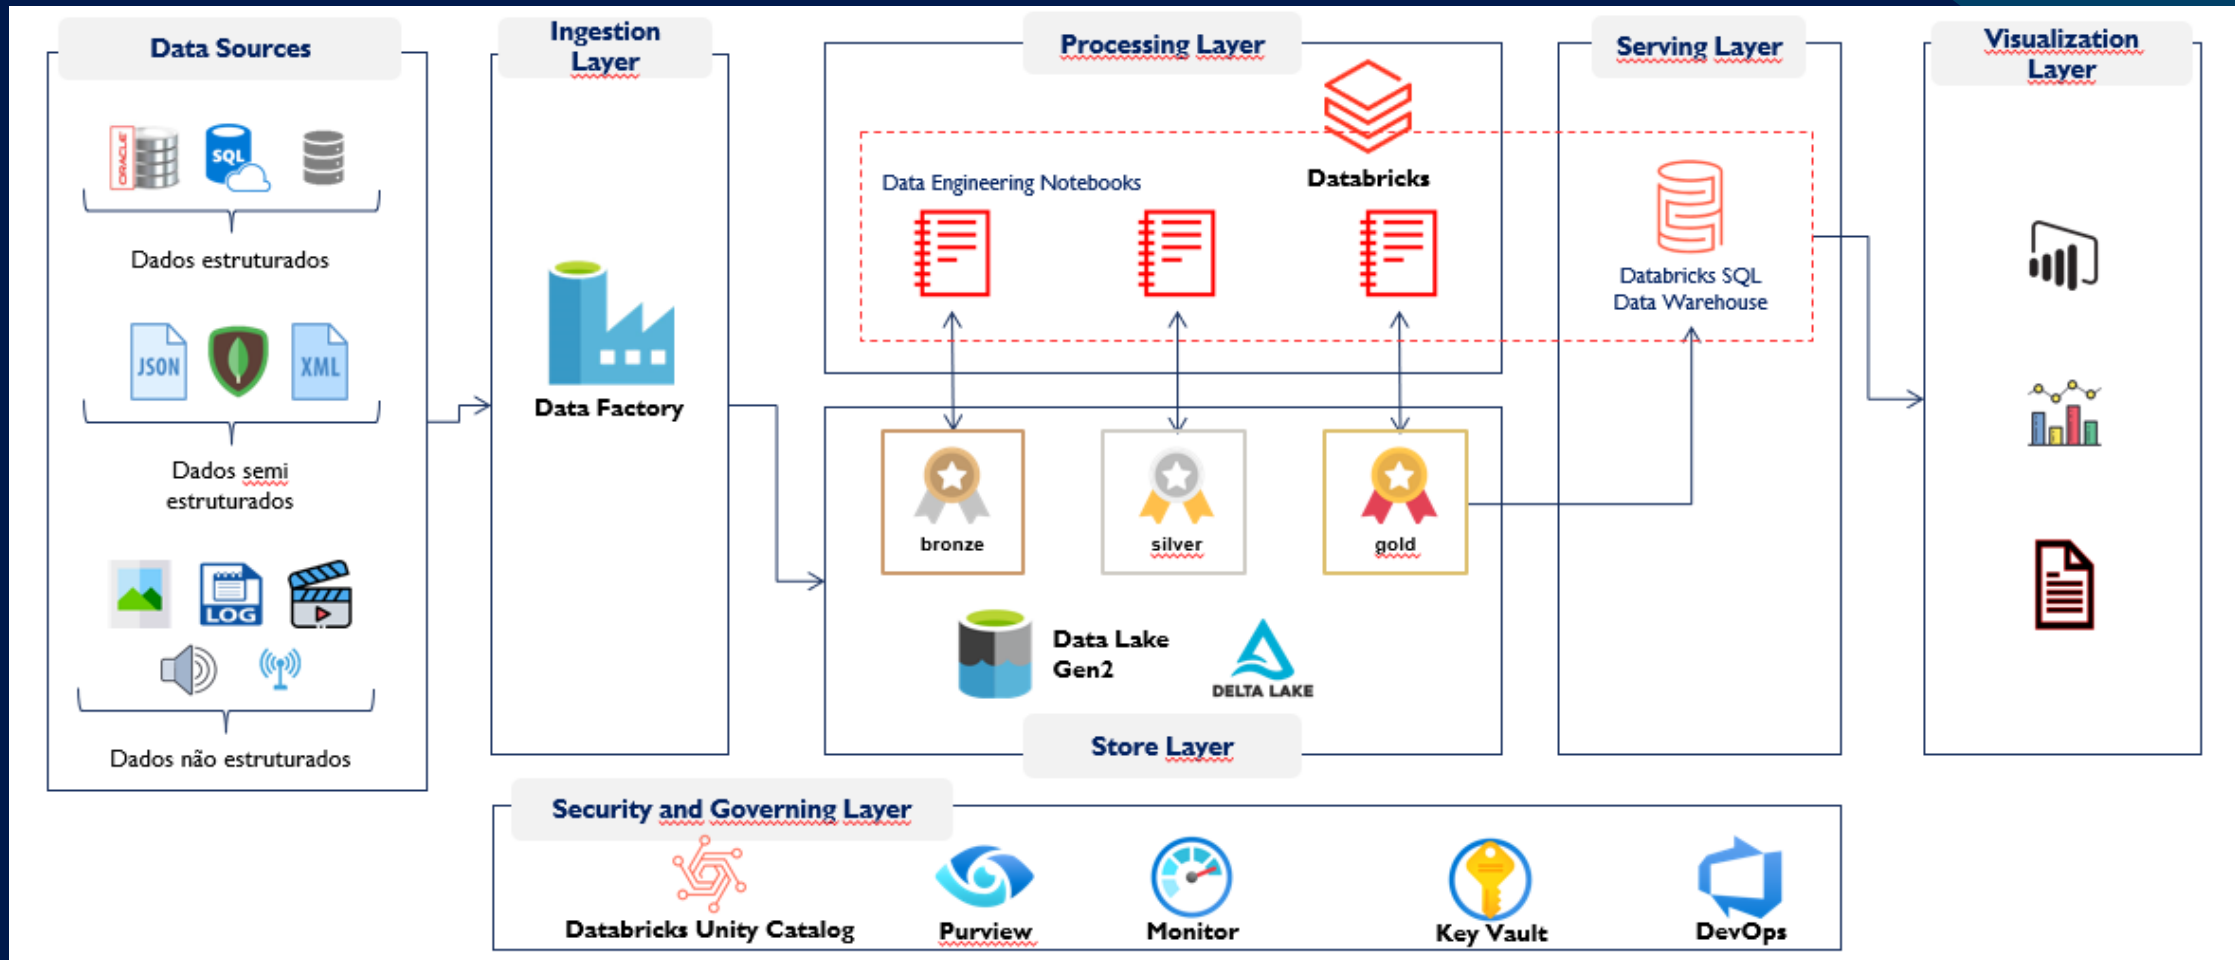 Data Sources
ORACLE
SQL
Dados estruturados
JSON
XML
Dados semi
estruturados
LOG
Dados não estruturados
Ingestion
Layer
Data Factory
Processing Layer
Data Engineering Notebooks
Databricks
bronze
silver
gold
Data Lake
Gen2
DELTA LAKE
Store Layer
Serving Layer
Databricks SQL
Data Warehouse
Visualization
Layer
Security and Governing Layer
Databricks Unity Catalog
Purview
Monitor
Key Vault
DevOps